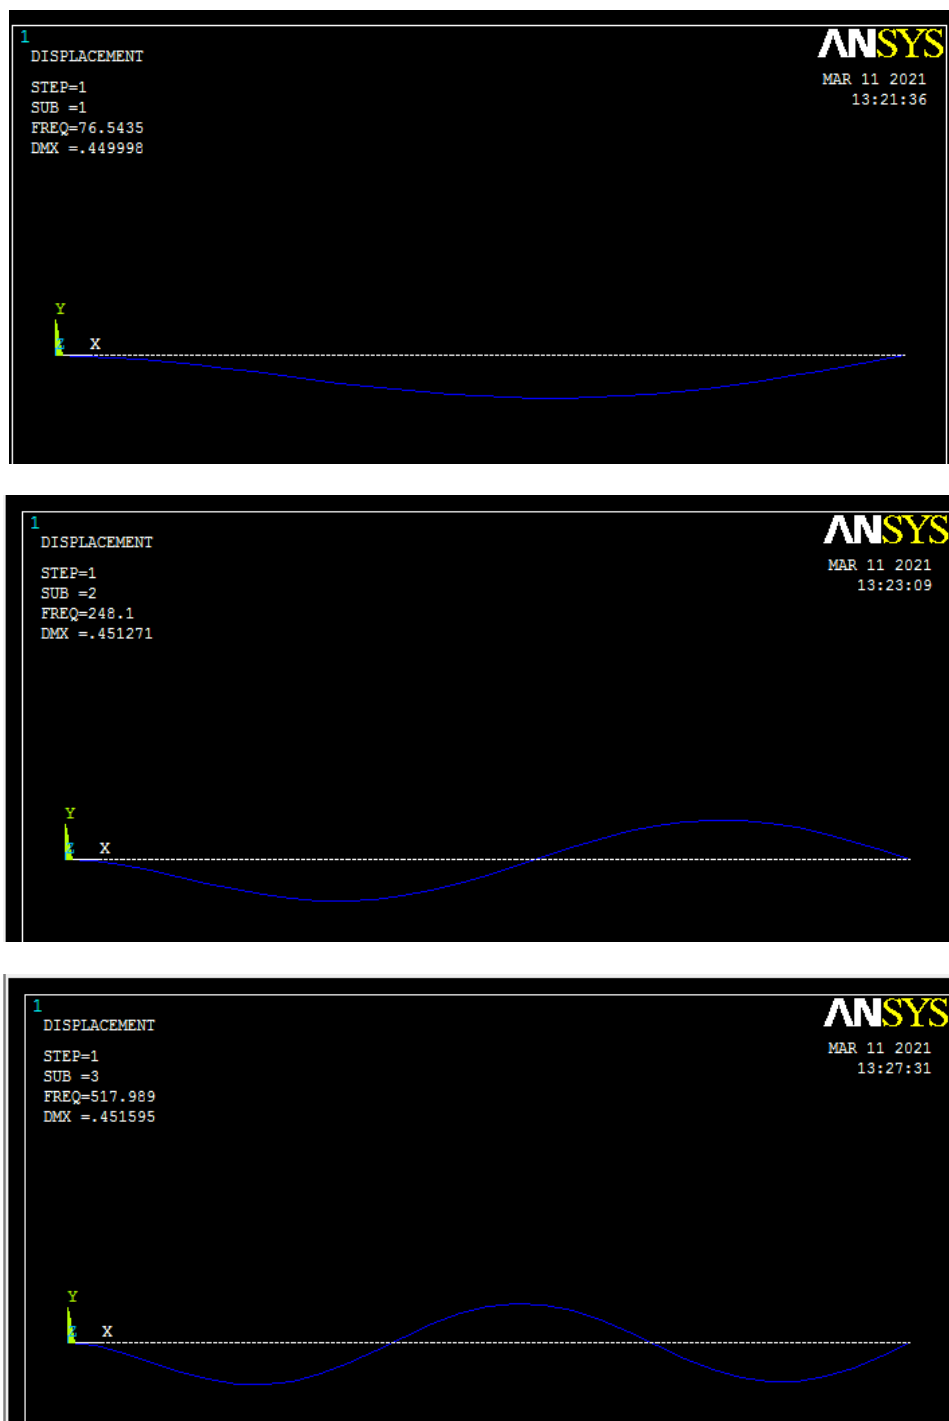 1
DISPLACEMENT
STEP=1
SUB =1
FREQ=76.5435
DMX =.449998
ANSYS
MAR 11 2021
13:21:36
Y
Z X
1
DISPLACEMENT
STEP=1
SUB =2
FREQ=248.1
DMX =.451271
ANSYS
MAR 11 2021
13:23:09
Y
Z X
1
DISPLACEMENT
STEP=1
SUB =3
FREQ=517.989
DMX =.451595
ANSYS
MAR 11 2021
13:27:31
Y
Z X